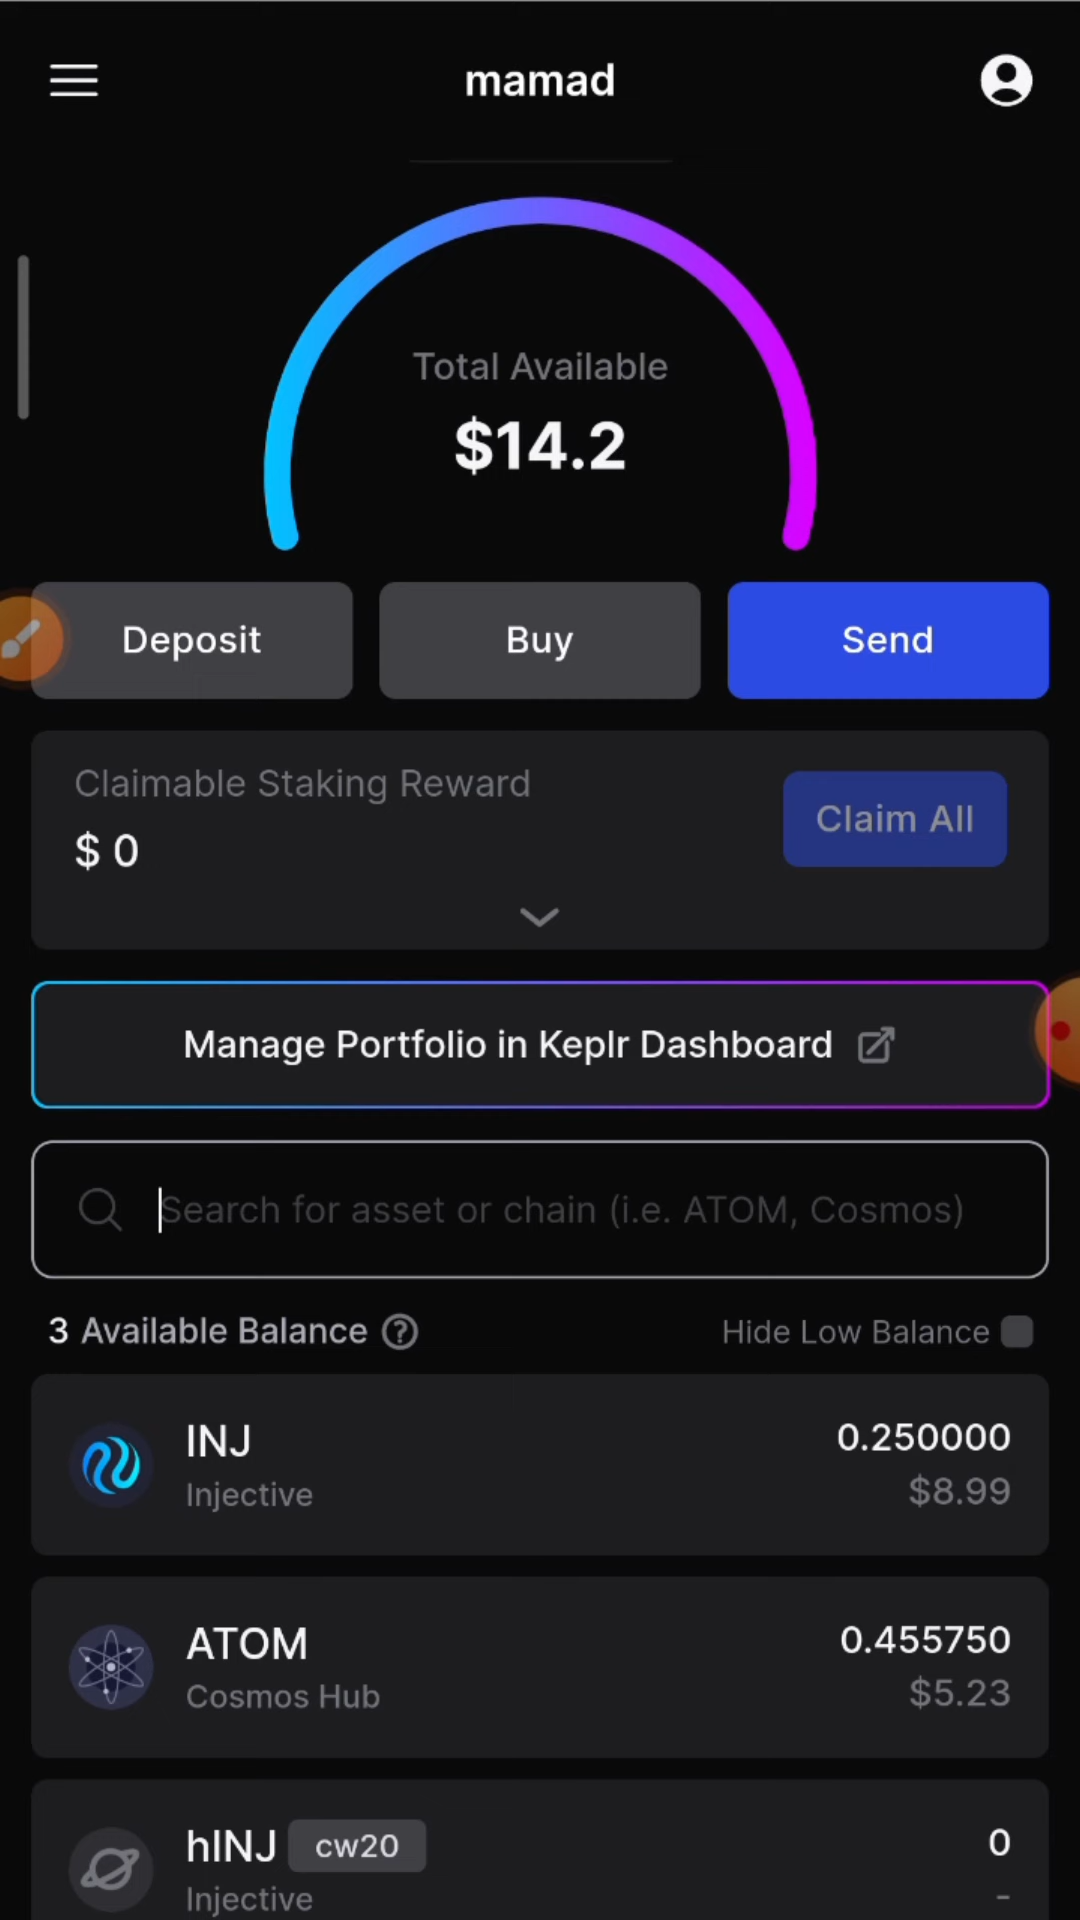 mamad
Total Available
$14.2
Deposit
Buy
Send
Claimable Staking Reward
$ 0
Claim All
Manage Portfolio in Keplr Dashboard
Search for asset or chain (i.e. ATOM, Cosmos)
3 Available Balance ?
Hide Low Balance
INJ
0.250000
Injective
$8.99
ATOM
0.455750
Cosmos Hub
$5.23
hINJ cw20
0
Injective
-